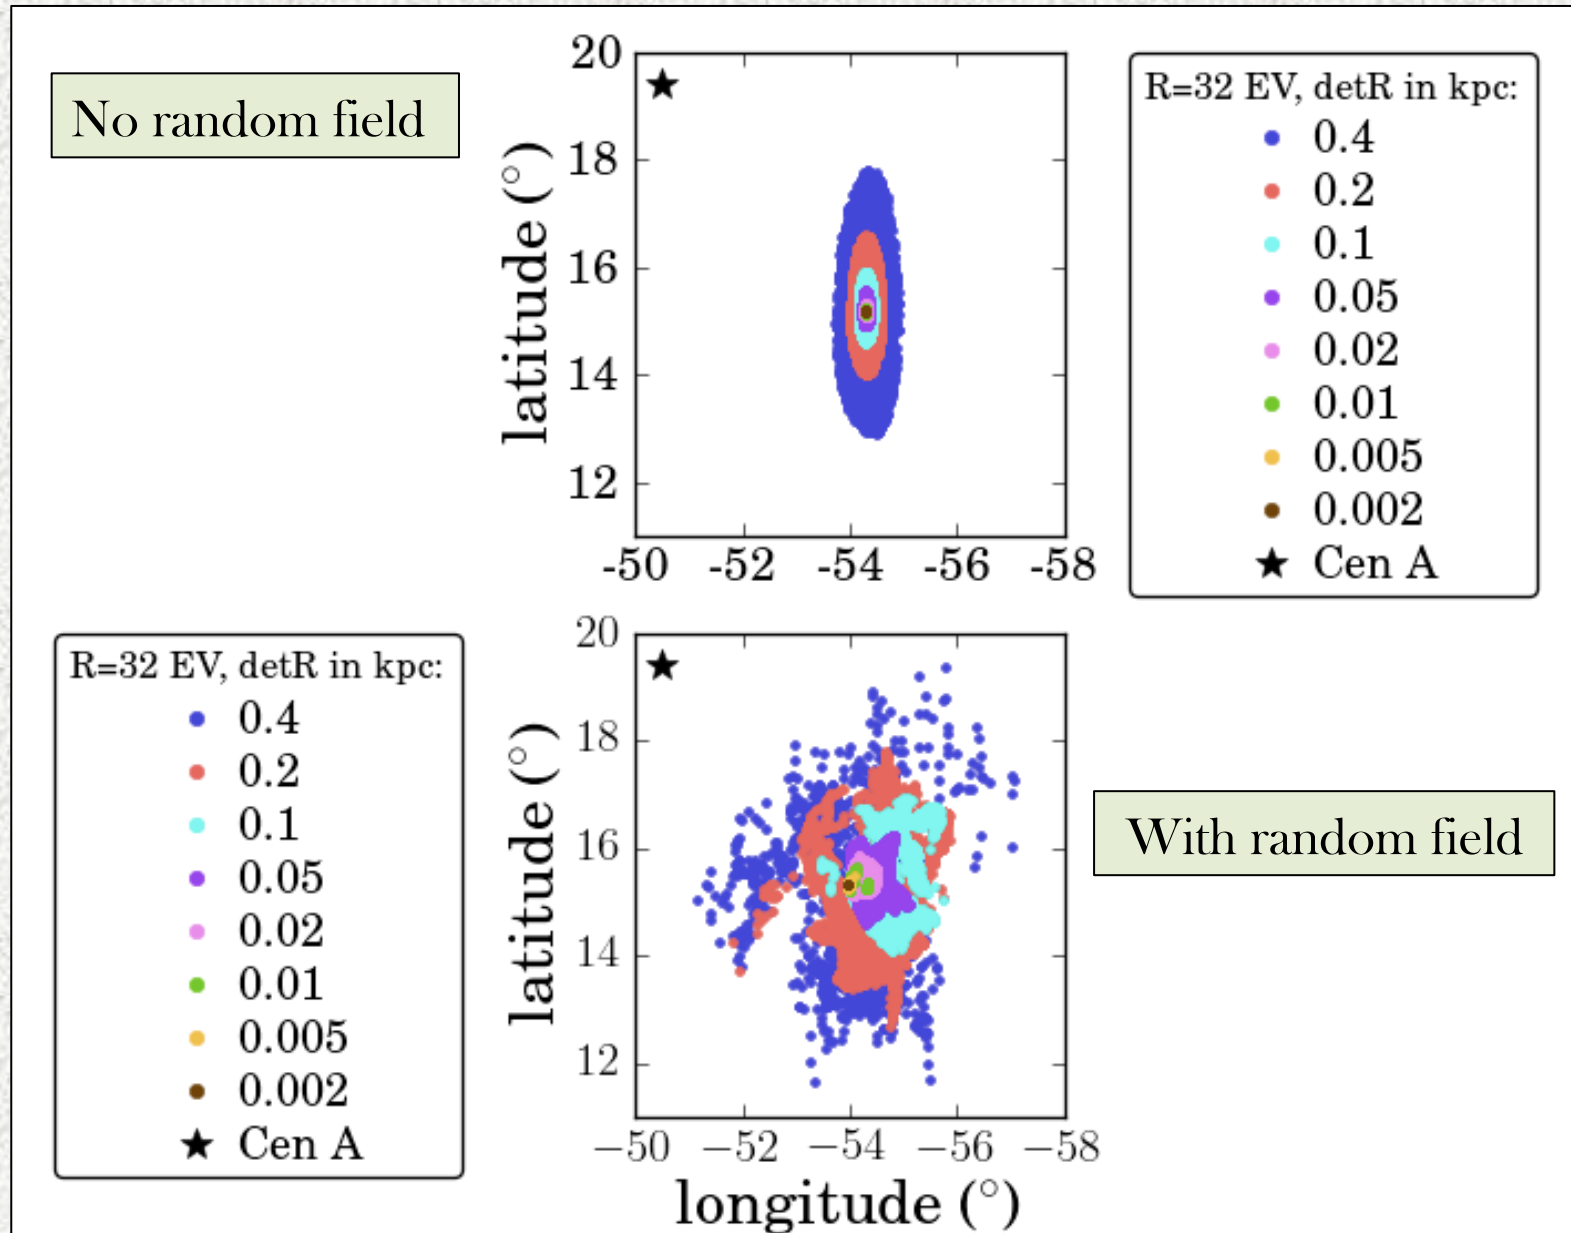 No random field
20
18
16
14
12
latitude (°)
-50 -52 -54 -56 -58
R=32 EV, detR in kpc:
0.4
0.2
0.1
0.05
0.02
0.01
0.005
0.002
Cen A
R=32 EV, detR in kpc:
0.4
0.2
0.1
0.05
0.02
0.01
0.005
0.002
Cen A
20
18
16
14
12
latitude (°)
−50 −52 −54 −56 −58
longitude (°)
With random field